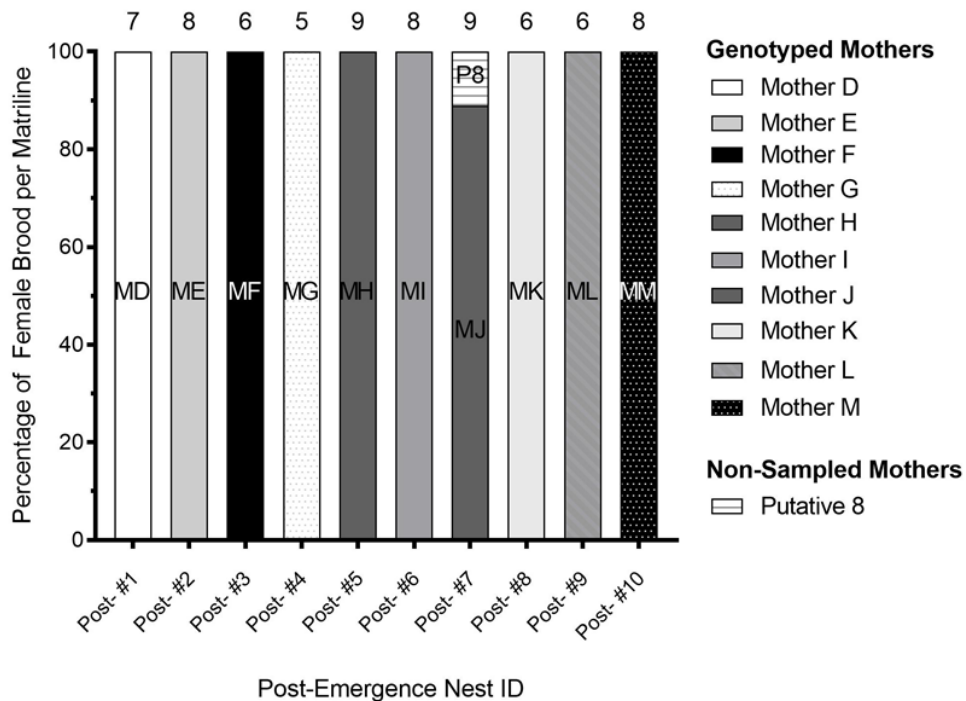 7 8 6 5 9 8 9 6 6 8
Percentage of Female Brood per Matriline
100
80
60
40
20
0
P8
MD ME MF MG MH MI MJ MK ML MM
Post- #1 Post- #2 Post- #3 Post- #4 Post- #5 Post- #6 Post- #7 Post- #8 Post- #9 Post- #10
Post-Emergence Nest ID
Genotyped Mothers
Mother D
Mother E
Mother F
Mother G
Mother H
Mother I
Mother J
Mother K
Mother L
Mother M
Non-Sampled Mothers
Putative 8